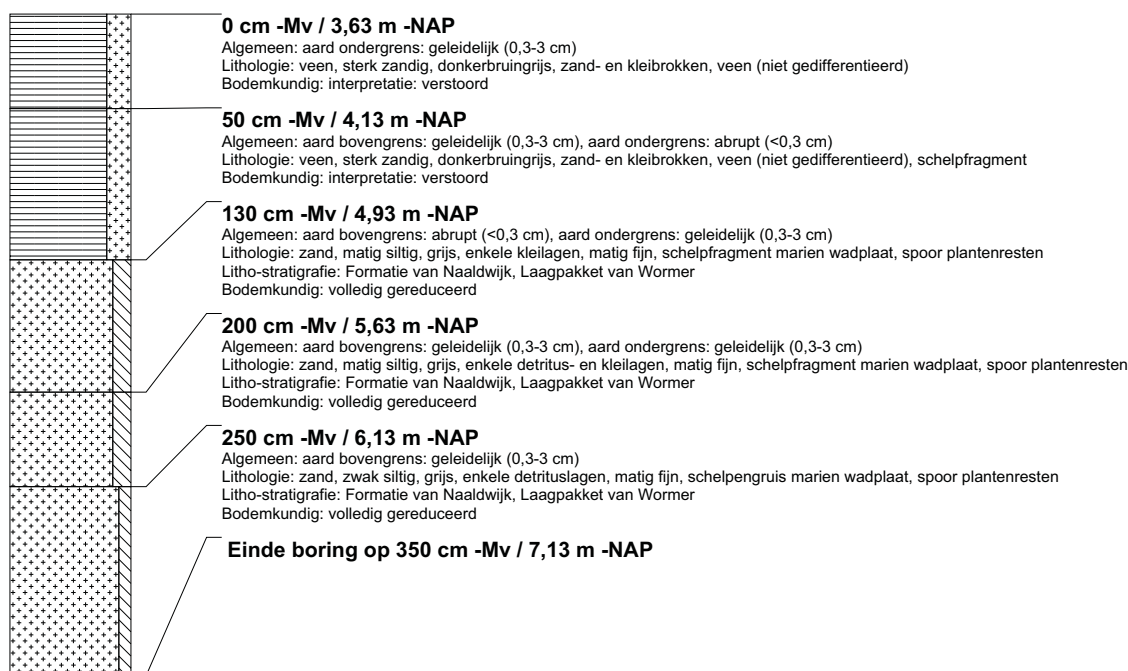 0 cm -Mv / 3,63 m -NAP
Algemeen: aard ondergrens: geleidelijk (0,3-3 cm)
Lithologie: veen, sterk zandig, donkerbruingrijs, zand- en kleibrokken, veen (niet gedifferentieerd)
Bodemkundig: interpretatie: verstoord
50 cm -Mv / 4,13 m -NAP
Algemeen: aard bovengrens: geleidelijk (0,3-3 cm), aard ondergrens: abrupt (<0,3 cm)
Lithologie: veen, sterk zandig, donkerbruingrijs, zand- en kleibrokken, veen (niet gedifferentieerd), schelpfragment
Bodemkundig: interpretatie: verstoord
130 cm -Mv / 4,93 m -NAP
Algemeen: aard bovengrens: abrupt (<0,3 cm), aard ondergrens: geleidelijk (0,3-3 cm)
Lithologie: zand, matig siltig, grijs, enkele kleilagen, matig fijn, schelpfragment marien wadplaat, spoor plantenresten
Litho-stratigrafie: Formatie van Naaldwijk, Laagpakket van Wormer
Bodemkundig: volledig gereduceerd
200 cm -Mv / 5,63 m -NAP
Algemeen: aard bovengrens: geleidelijk (0,3-3 cm), aard ondergrens: geleidelijk (0,3-3 cm)
Lithologie: zand, matig siltig, grijs, enkele detritus- en kleilagen, matig fijn, schelpfragment marien wadplaat, spoor plantenresten
Litho-stratigrafie: Formatie van Naaldwijk, Laagpakket van Wormer
Bodemkundig: volledig gereduceerd
250 cm -Mv / 6,13 m -NAP
Algemeen: aard bovengrens: geleidelijk (0,3-3 cm)
Lithologie: zand, zwak siltig, grijs, enkele detrituslagen, matig fijn, schelpengruis marien wadplaat, spoor plantenresten
Litho-stratigrafie: Formatie van Naaldwijk, Laagpakket van Wormer
Bodemkundig: volledig gereduceerd
Einde boring op 350 cm -Mv / 7,13 m -NAP